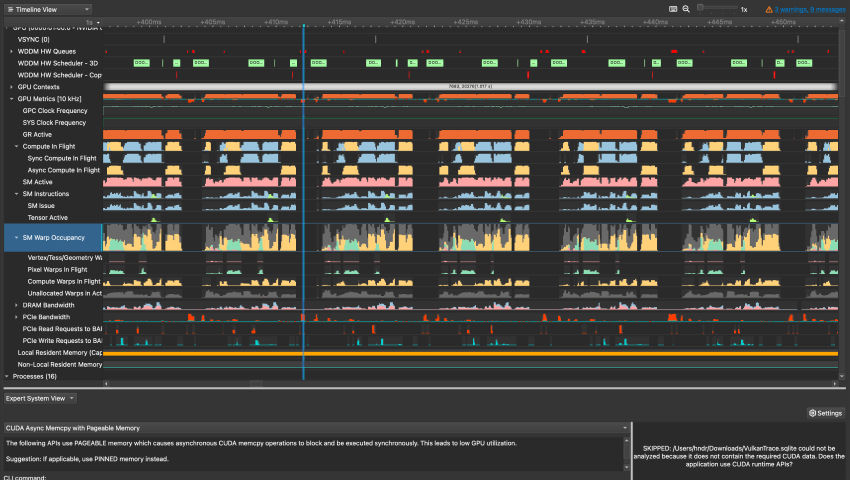 Timeline View
1x
3 warnings, 9 messages
1s
+400ms
+405ms
+410ms
+415ms
+420ms
+425ms
+430ms
+435ms
+440ms
+445ms
+450ms
VSYNC (0)
WDDM HW Queues
WDDM HW Scheduler - 3D
WDDM HW Scheduler - Cop
GPU Contexts
GPU Metrics [10 kHz]
GPC Clock Frequency
SYS Clock Frequency
GR Active
Compute In Flight
Sync Compute In Flight
Async Compute In Flight
SM Active
SM Instructions
SM Issue
Tensor Active
SM Warp Occupancy
Vertex/Tess/Geometry Wa
Pixel Warps In Flight
Compute Warps In Flight
Unallocated Warps in Act
DRAM Bandwidth
PCIe Bandwidth
PCIe Read Requests to BAI
PCIe Write Requests to BAI
Local Resident Memory (Cap
Non-Local Resident Memory
Processes (16)
Expert System View
Settings
CUDA Async Memcpy with Pageable Memory
The following APIs use PAGEABLE memory which causes asynchronous CUDA memcpy operations to block and be executed synchronously. This leads to low GPU utilization.
Suggestion: If applicable, use PINNED memory instead.
SKIPPED: /Users/hndr/Downloads/VulkanTrace.sqlite could not be
analyzed because it does not contain the required CUDA data. Does the
application use CUDA runtime APIs?
CLI command: